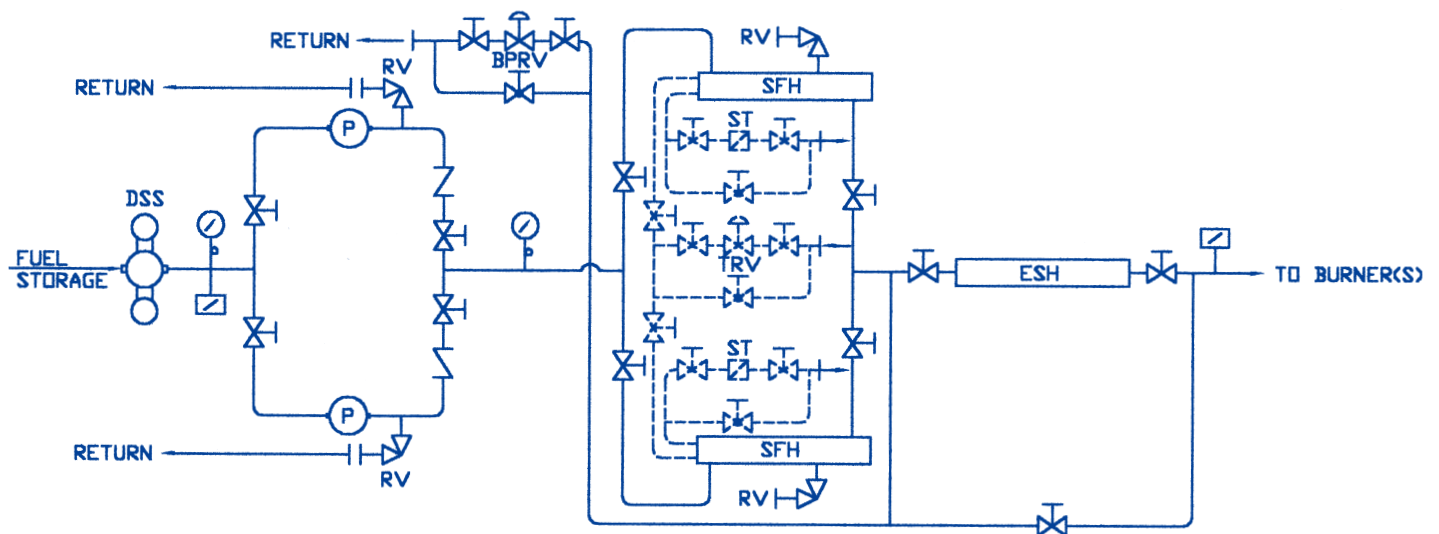 RETURN
BPRV
RV
RV
RETURN
SFH
P
ST
DSS
FUEL
STORAGE
TRV
ESH
TO BURNER(S)
ST
P
RETURN
RV
SFH
RV